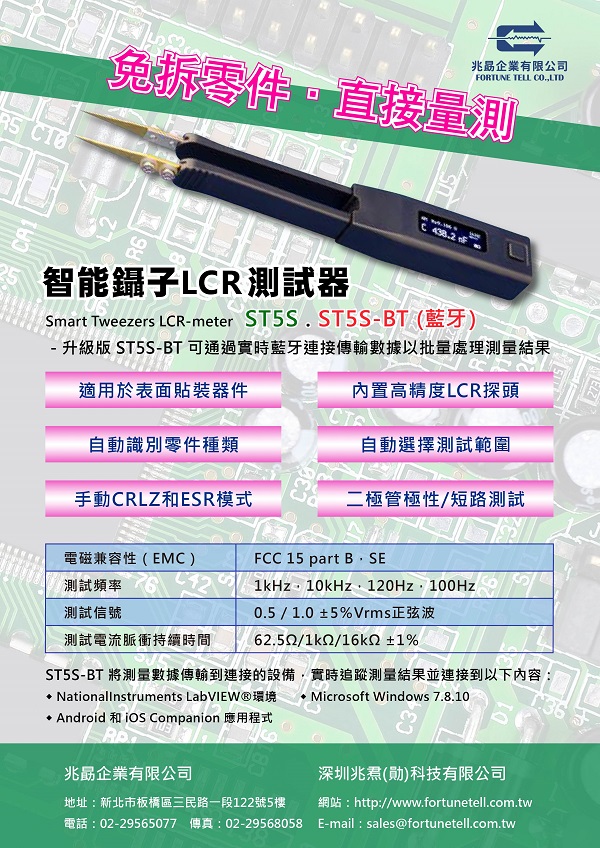 兆勗企業有限公司
FORTUNE TELL CO.,LTD
免拆零件‧直接量測
C 438.2 nF
智能鑷子LCR測試器
Smart Tweezers LCR-meter ST5S . ST5S-BT (藍牙)
- 升級版 ST5S-BT 可通過實時藍牙連接傳輸數據以批量處理測量結果
適用於表面貼裝器件 內置高精度LCR探頭
自動識別零件種類 自動選擇測試範圍
手動CRLZ和ESR模式 二極管極性/短路測試
電磁兼容性（EMC） FCC 15 part B‧SE
測試頻率 1kHz‧10kHz‧120Hz‧100Hz
測試信號 0.5 / 1.0 ±5%Vrms正弦波
測試電流脈衝持續時間 62.5Ω/1kΩ/16kΩ ±1%
ST5S-BT 將測量數據傳輸到連接的設備，實時追蹤測量結果並連接到以下內容：
◆ NationalInstruments LabVIEW®環境 ◆ Microsoft Windows 7.8.10
◆ Android 和 iOS Companion 應用程式
兆勗企業有限公司 深圳兆焄(勛)科技有限公司
地址：新北市板橋區三民路一段122號5樓 網站：http://www.fortunetell.com.tw
電話：02-29565077 傳真：02-29568058 E-mail：sales@fortunetell.com.tw